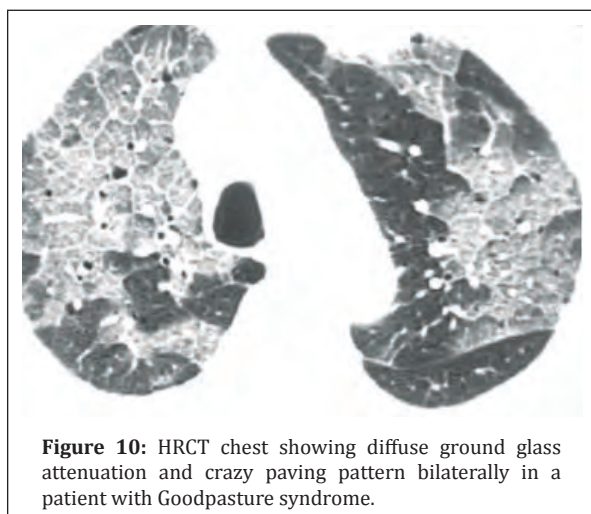 Figure 10: HRCT chest showing diffuse ground glass
attenuation and crazy paving pattern bilaterally in a
patient with Goodpasture syndrome.